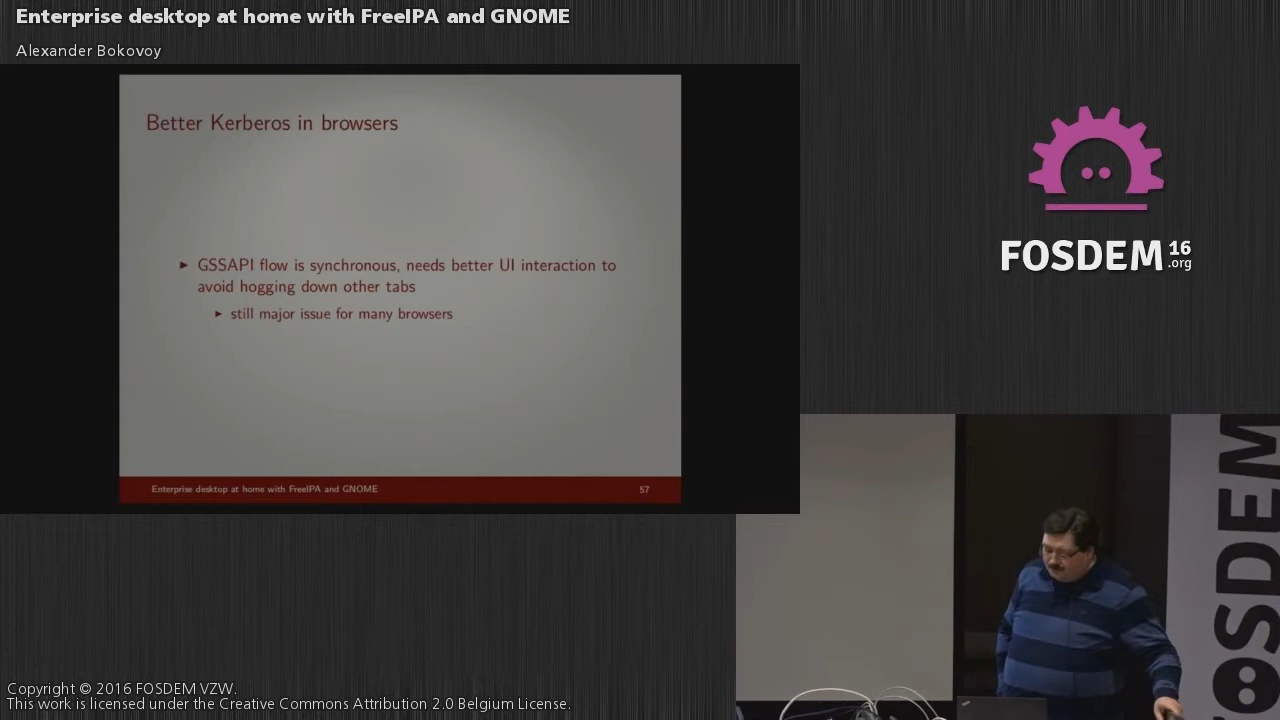 Enterprise desktop at home with FreeIPA and GNOME
Alexander Bokovoy
Better Kerberos in browsers
► GSSAPI flow is synchronous, needs better UI interaction to
avoid hogging down other tabs
► still major issue for many browsers
Enterprise desktop at home with FreeIPA and GNOME 57
FOSDEM 16
.org
FOSDEM
Copyright © 2016 FOSDEM VZW.
This work is licensed under the Creative Commons Attribution 2.0 Belgium License.